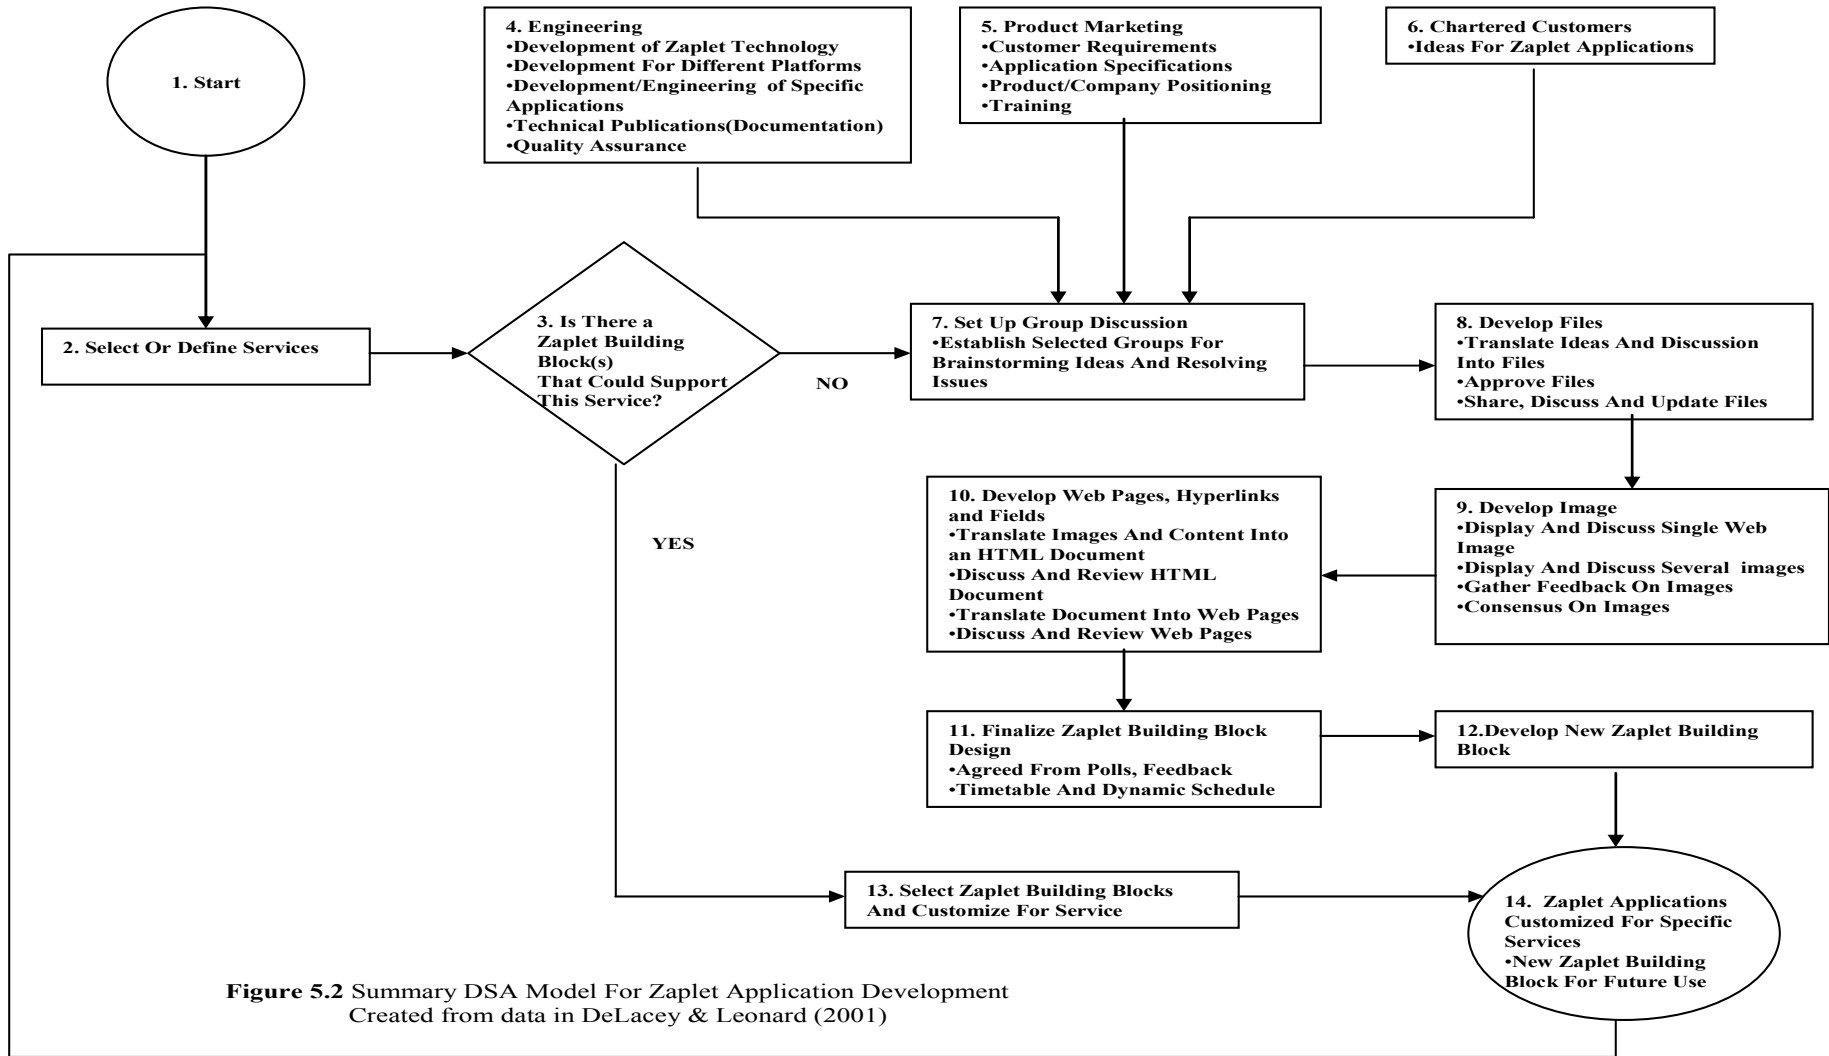 1. Start
2. Select Or Define Services
3. Is There a
Zaplet Building
Block(s)
That Could Support
This Service?
NO
YES
4. Engineering
•Development of Zaplet Technology
•Development For Different Platforms
•Development/Engineering of Specific
Applications
•Technical Publications(Documentation)
•Quality Assurance
5. Product Marketing
•Customer Requirements
•Application Specifications
•Product/Company Positioning
•Training
6. Chartered Customers
•Ideas For Zaplet Applications
7. Set Up Group Discussion
•Establish Selected Groups For
Brainstorming Ideas And Resolving
Issues
8. Develop Files
•Translate Ideas And Discussion
Into Files
•Approve Files
•Share, Discuss And Update Files
9. Develop Image
•Display And Discuss Single Web
Image
•Display And Discuss Several images
•Gather Feedback On Images
•Consensus On Images
10. Develop Web Pages, Hyperlinks
and Fields
•Translate Images And Content Into
an HTML Document
•Discuss And Review HTML
Document
•Translate Document Into Web Pages
•Discuss And Review Web Pages
11. Finalize Zaplet Building Block
Design
•Agreed From Polls, Feedback
•Timetable And Dynamic Schedule
12.Develop New Zaplet Building
Block
13. Select Zaplet Building Blocks
And Customize For Service
14. Zaplet Applications
Customized For Specific
Services
•New Zaplet Building
Block For Future Use
Figure 5.2 Summary DSA Model For Zaplet Application Development
Created from data in DeLacey & Leonard (2001)